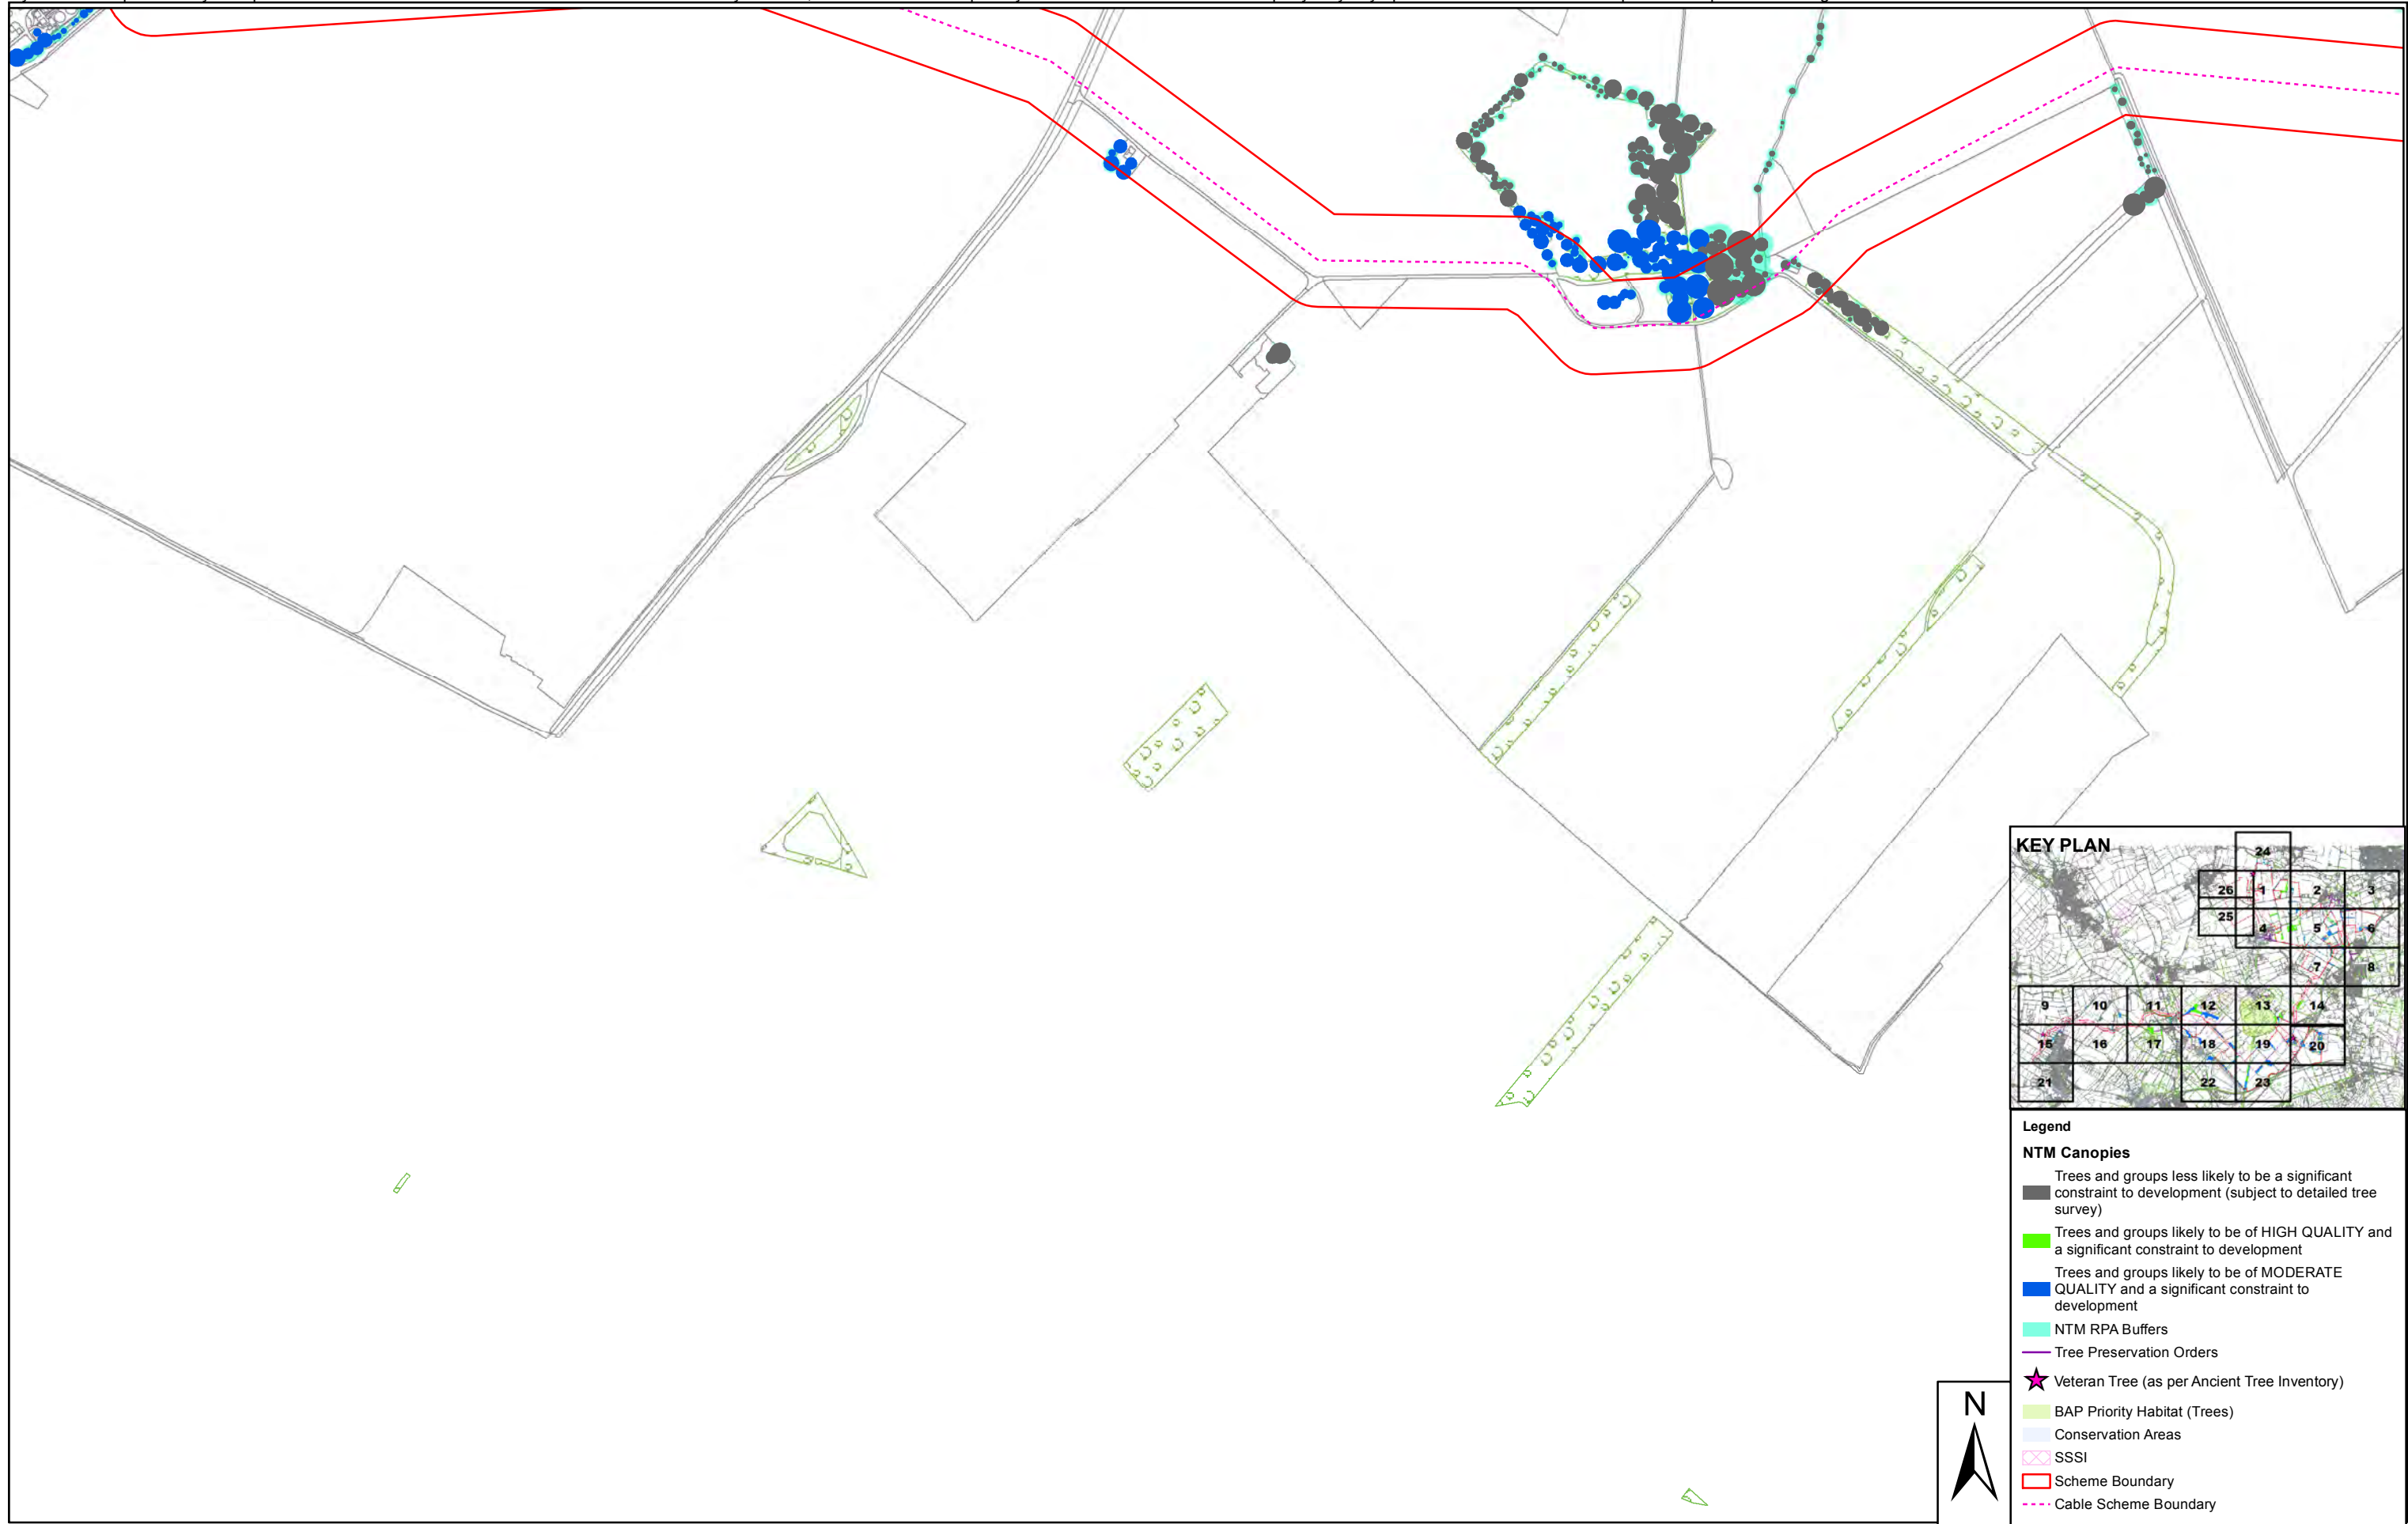 KEY PLAN
24
26 1 2 3
25 4 5 6
7 8
9 10 11 12 13 14
15 16 17 18 19 20
21 22 23
Legend
NTM Canopies
Trees and groups less likely to be a significant
constraint to development (subject to detailed tree
survey)
Trees and groups likely to be of HIGH QUALITY and
a significant constraint to development
Trees and groups likely to be of MODERATE
QUALITY and a significant constraint to
development
NTM RPA Buffers
Tree Preservation Orders
Veteran Tree (as per Ancient Tree Inventory)
BAP Priority Habitat (Trees)
Conservation Areas
SSSI
Scheme Boundary
Cable Scheme Boundary
N